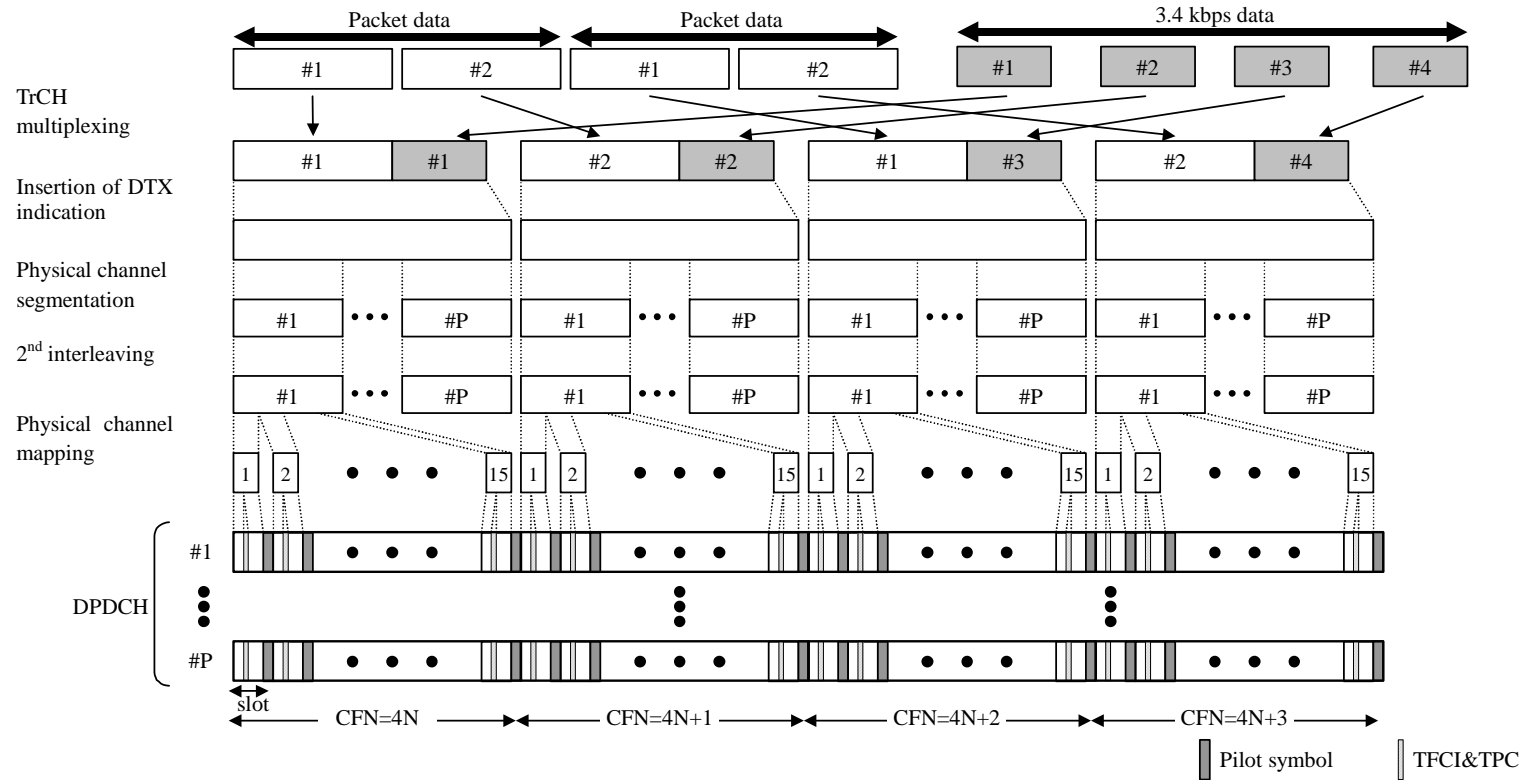 Packet data Packet data 3.4 kbps data
#1 #2 #1 #2 #1 #2 #3 #4
TrCH
multiplexing
#1 #1 #2 #2 #1 #3 #2 #4
Insertion of DTX
indication
Physical channel
segmentation
#1 #P #1 #P #1 #P #1 #P
2nd interleaving
#1 #P #1 #P #1 #P #1 #P
Physical channel
mapping
1 2 15 1 2 15 1 2 15 1 2 15
#1
DPDCH
#P
slot
CFN=4N CFN=4N+1 CFN=4N+2 CFN=4N+3
Pilot symbol TFCI&TPC